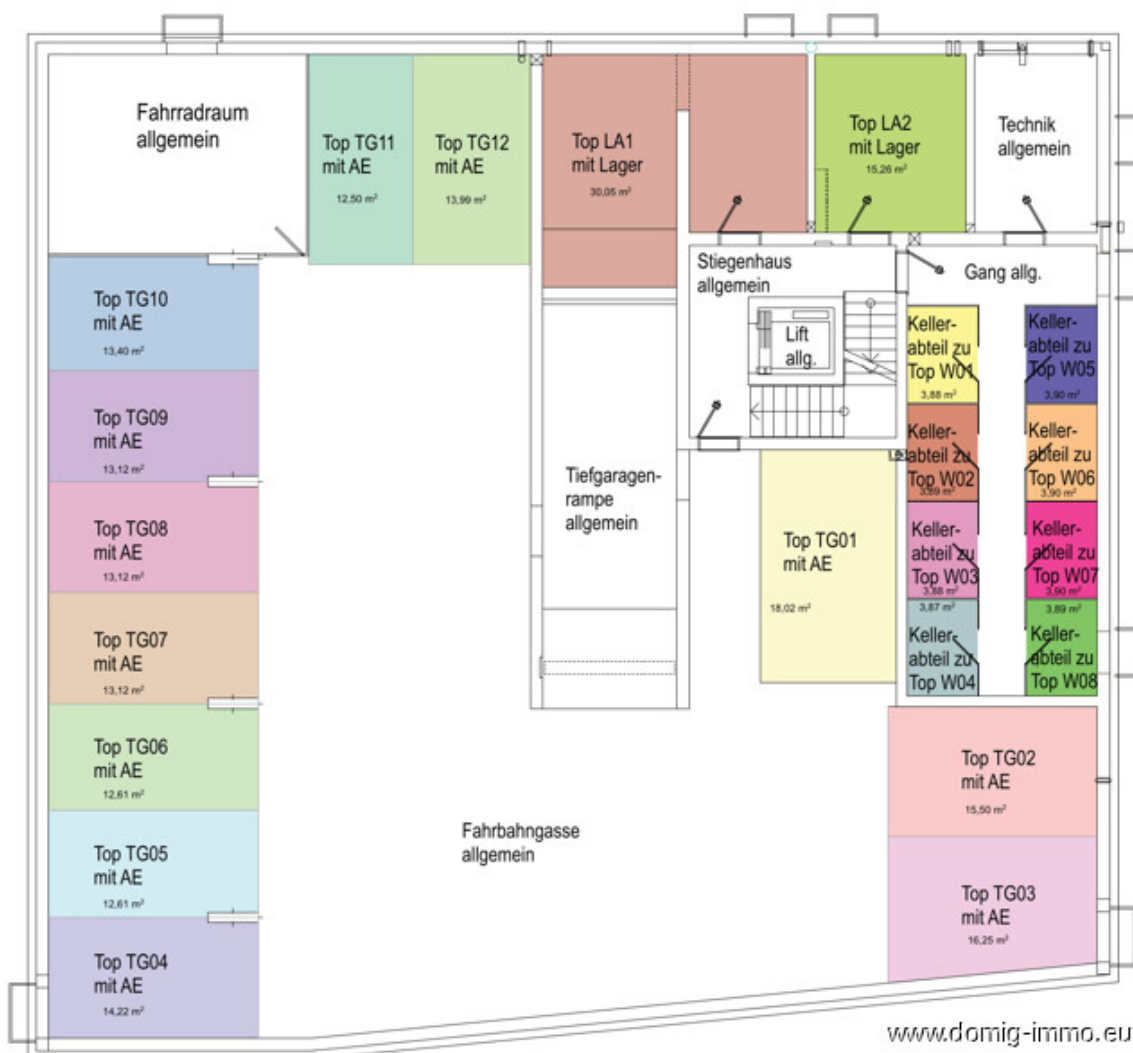 Fahrradraum
allgemein
Top TG11
mit AE
12,50 m²
Top TG12
mit AE
13,99 m²
Top LA1
mit Lager
30,05 m²
Top LA2
mit Lager
15,26 m²
Technik
allgemein
Stiegenhaus
allgemein
Lift
allg.
Gang allg.
Top TG10
mit AE
13,40 m²
Top TG09
mit AE
13,12 m²
Top TG08
mit AE
13,12 m²
Top TG07
mit AE
13,12 m²
Top TG06
mit AE
12,61 m²
Top TG05
mit AE
12,61 m²
Top TG04
mit AE
14,22 m²
Tiefgaragen-
rampe
allgemein
Fahrbahngasse
allgemein
Top TG01
mit AE
18,02 m²
Keller-
abteil zu
Top W01
3,88 m²
Keller-
abteil zu
Top W05
3,90 m²
Keller-
abteil zu
Top W02
3,89 m²
Keller-
abteil zu
Top W06
3,90 m²
Keller-
abteil zu
Top W03
3,88 m²
Keller-
abteil zu
Top W07
3,90 m²
3,87 m²
Keller-
abteil zu
Top W04
3,89 m²
Keller-
abteil zu
Top W08
Top TG02
mit AE
15,50 m²
Top TG03
mit AE
16,25 m²
www.domig-immo.eu